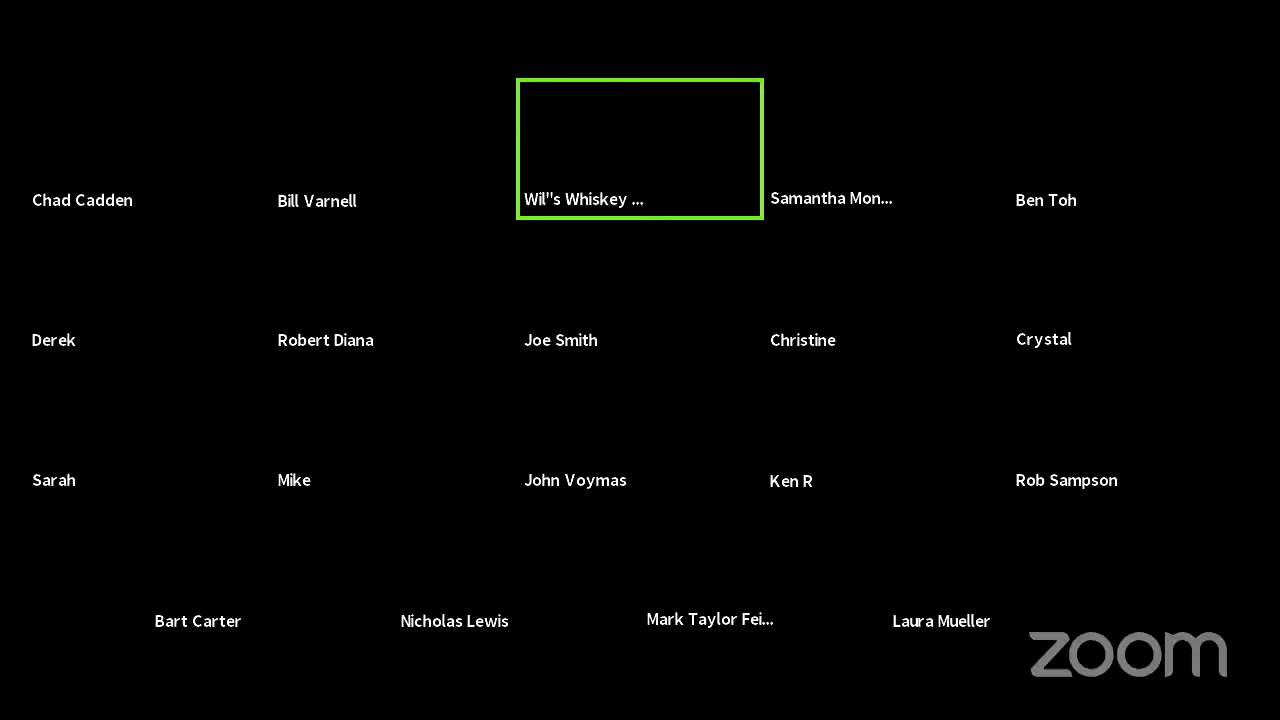 Chad Cadden
Bill Varnell
Wil"s Whiskey ...
Samantha Mon...
Ben Toh
Derek
Robert Diana
Joe Smith
Christine
Crystal
Sarah
Mike
John Voymas
Ken R
Rob Sampson
Bart Carter
Nicholas Lewis
Mark Taylor Fei...
Laura Mueller
zoom